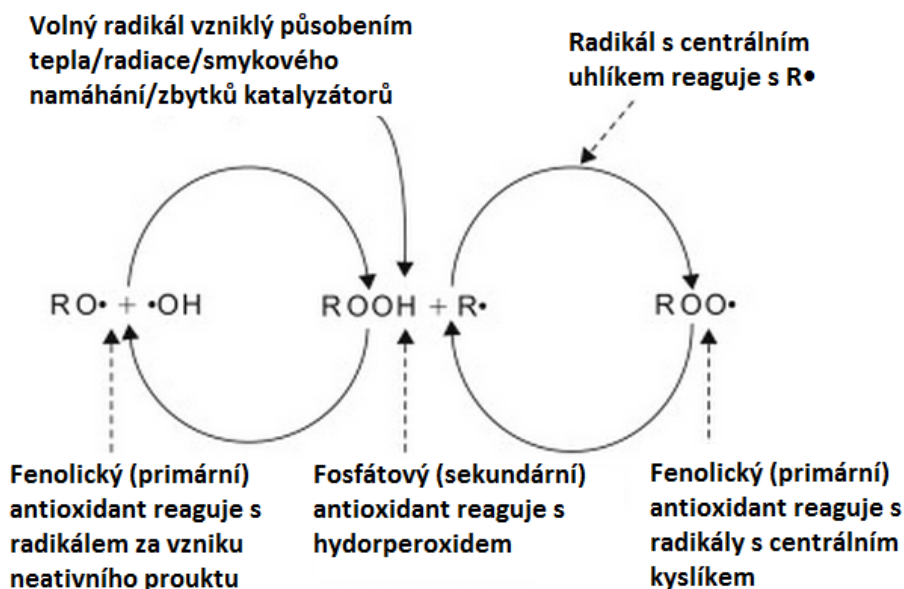 Volný radikál vzniklý působením
tepla/radiace/smykového
namáhání/zbytků katalyzátorů
Radikál s centrálním
uhlíkem reaguje s R•
RO• + •OH
ROOH + R•
ROO•
Fenolický (primární)
antioxidant reaguje s
radikálem za vzniku
neativního prouktu
Fosfátový (sekundární)
antioxidant reaguje s
hydorperoxidem
Fenolický (primární)
antioxidant reaguje s
radikály s centrálním
kyslíkem